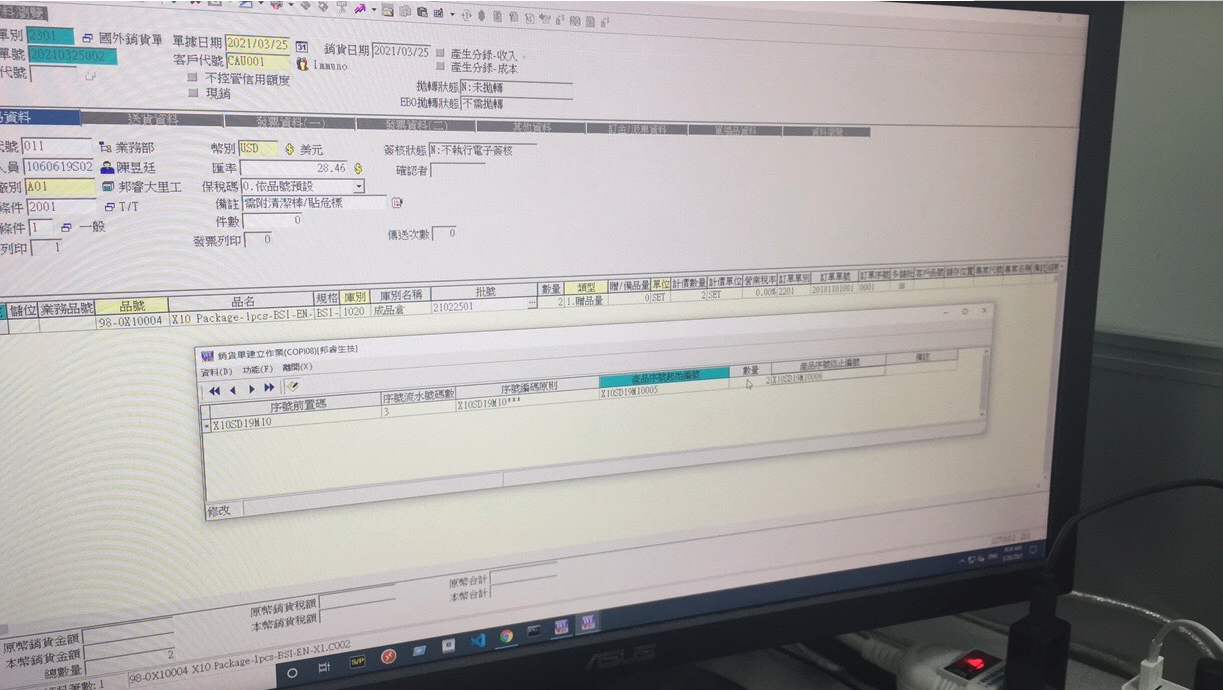 單別 2301 國外銷貨單 單據日期 2021/03/25 銷貨日期 2021/03/25 產生分錄-收入
單號 20210325002 客戶代號 CAU001 Immuno 產生分錄-成本
代號 不控管信用額度 拋轉狀態 N:未拋轉
現銷 EBO拋轉狀態 不需拋轉
資料 送貨資料 發票資料(一) 發票資料(二) 其他資料
代號 011 業務部 幣別 USD 美元 簽核狀態 N:不執行電子簽核
人員 1060619S02 陳昱廷 匯率 28.46 確認者
廠別 A01 邦睿大里工 保稅碼 0.依品號預設
條件 2001 T/T 備註 需附清潔棒/貼危標
條件 1 一般 件數 0
列印 1 發票列印 0 傳送次數 0
儲位 業務品號 品號 品名 規格 庫別 庫別名稱 批號 數量 類型 贈/備品量 單位 計價數量 計價單位 營業稅率 訂單單別 訂單單號 訂單序號
98-0X10004 X10 Package-1pcs-BSI-EN- BSI- 1020 成品倉 21022501 2 1.贈品量 0 SET 2 SET 0.00% 2201 20181101001 0001
銷貨單建立作業(COPI08)[邦睿生技]
資料(D) 功能(F) 離開(X)
序號前置碼 序號流水號碼數 序號編碼原則 產品序號起始編號 數量 產品序號迄止編號 備註
X10SD19M10 3 X10SD19M10*** X10SD19M10005 2 X10SD19M10006
修改
原幣銷貨金額 原幣銷貨稅額 原幣合計
本幣銷貨金額 本幣銷貨稅額 本幣合計
總數量 2
資料筆數: 1 98-0X10004 X10 Package-1pcs-BSI-EN-X1.C002
ASUS